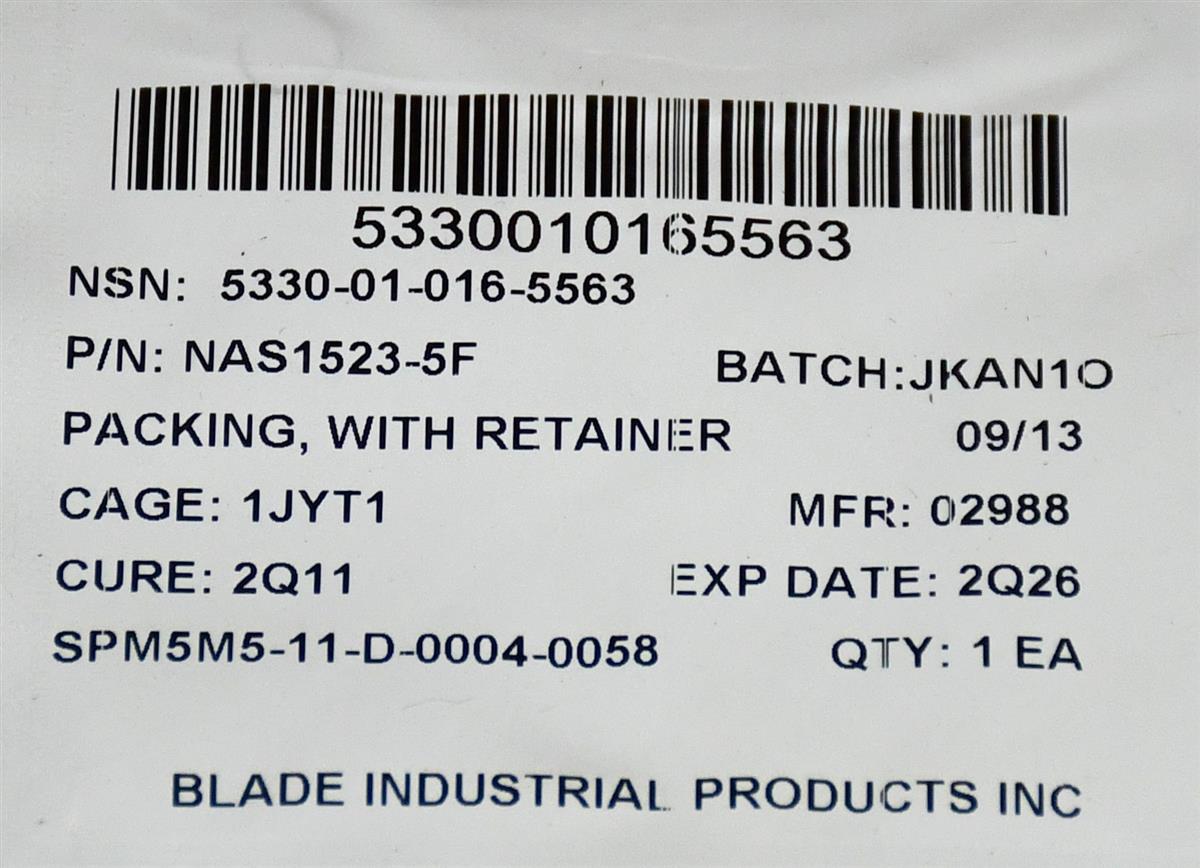 5330010165563
NSN: 5330-01-016-5563
P/N: NAS1523-5F BATCH:JKAN1O
PACKING, WITH RETAINER 09/13
CAGE: 1JYT1 MFR: 02988
CURE: 2Q11 EXP DATE: 2Q26
SPM5M5-11-D-0004-0058 QTY: 1 EA
BLADE INDUSTRIAL PRODUCTS INC